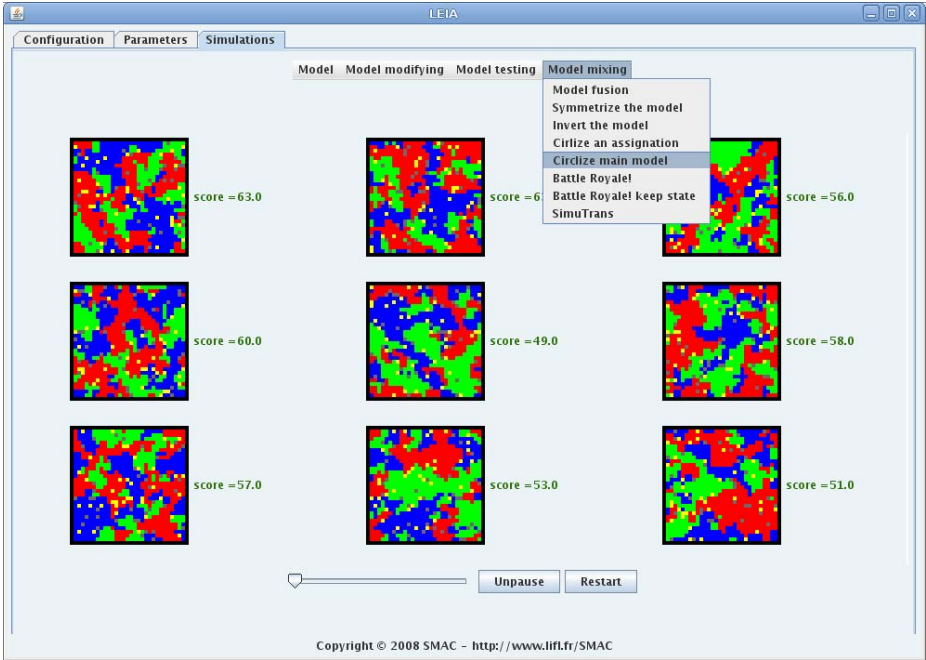 LEIA
Configuration Parameters Simulations
Model Model modifying Model testing Model mixing
Model fusion
Symmetrize the model
Invert the model
Cirlize an assignation
Circlize main model
Battle Royale!
Battle Royale! keep state
SimuTrans
score =63.0
score =6
score =56.0
score =60.0
score =49.0
score =58.0
score =57.0
score =53.0
score =51.0
Unpause Restart
Copyright © 2008 SMAC – http://www.lifl.fr/SMAC